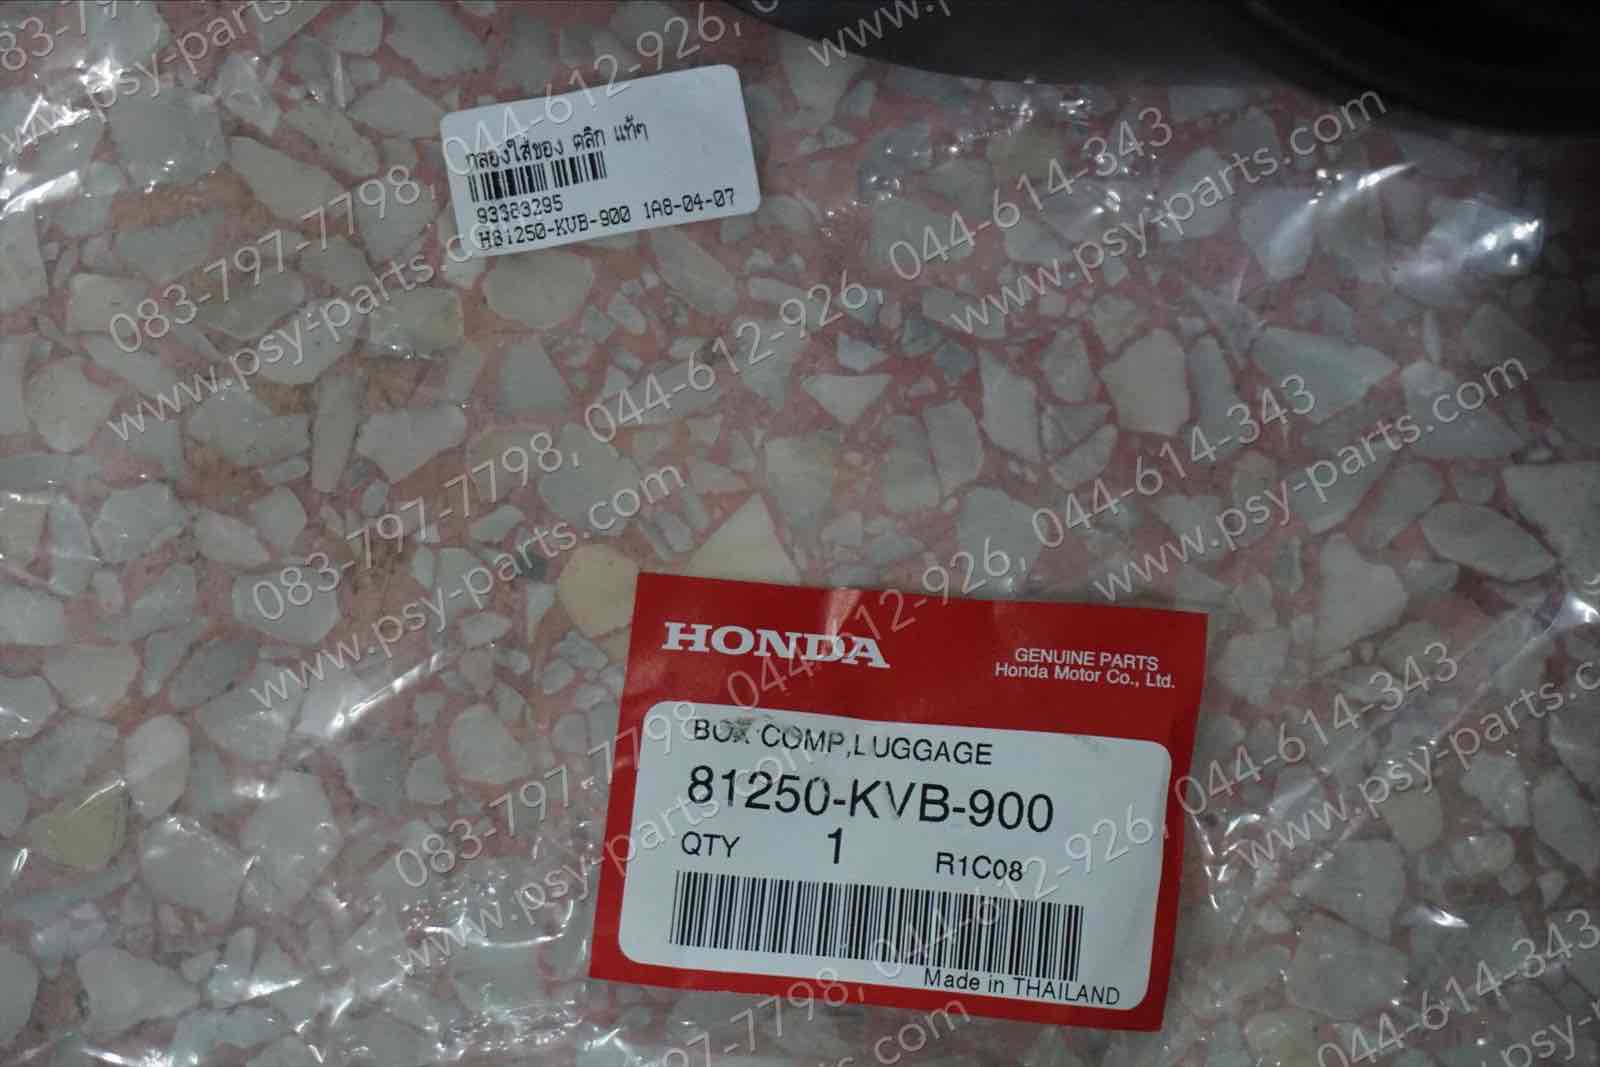 กล่องใส่ของ คลิก แท้ๆ
93383295
H81250-KVB-900 1A8-04-07
HONDA
GENUINE PARTS
Honda Motor Co., Ltd.
BOX COMP,LUGGAGE
81250-KVB-900
QTY 1 R1C08
Made in THAILAND
083-797-7798, 044-612-926, 044-614-343
www.psy-parts.com